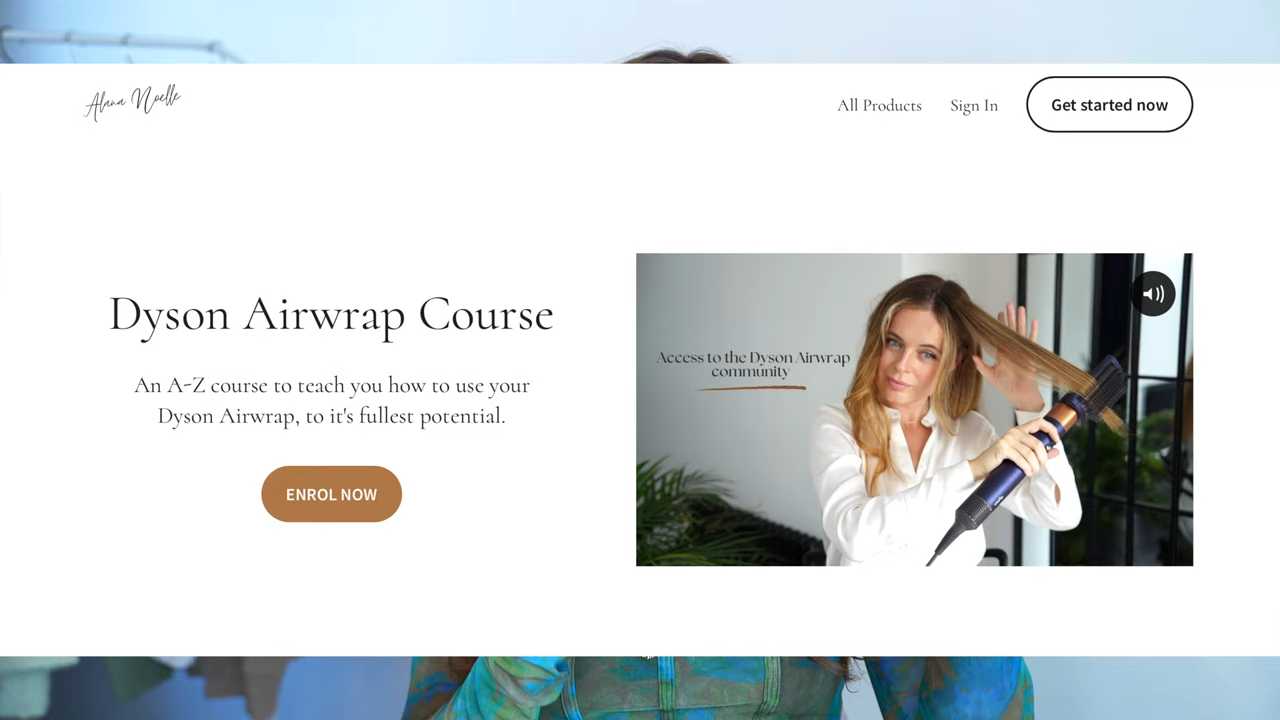 Alana Noelle
All Products
Sign In
Get started now
Dyson Airwrap Course
An A-Z course to teach you how to use your
Dyson Airwrap, to it's fullest potential.
ENROL NOW
Access to the Dyson Airwrap
community